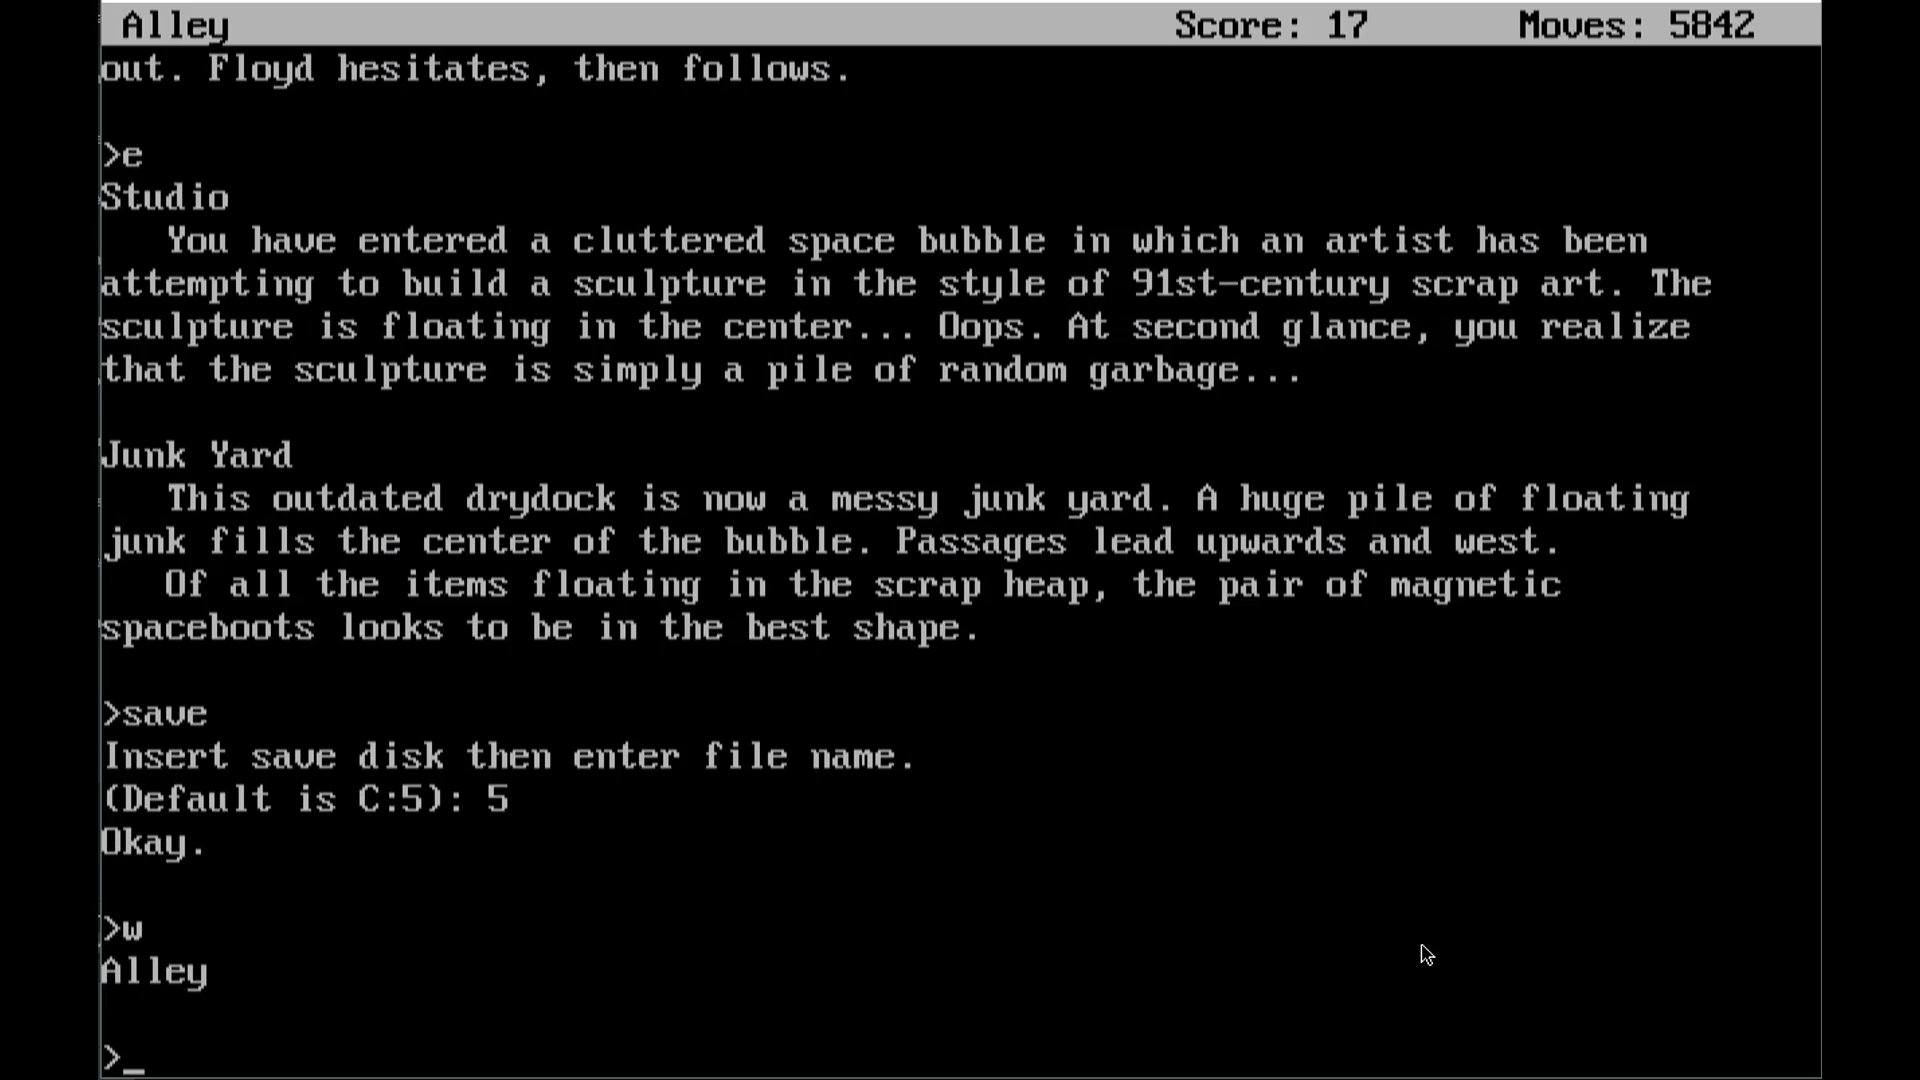 Alley Score: 17 Moves: 5842
out. Floyd hesitates, then follows.
>e
Studio
You have entered a cluttered space bubble in which an artist has been
attempting to build a sculpture in the style of 91st-century scrap art. The
sculpture is floating in the center... Oops. At second glance, you realize
that the sculpture is simply a pile of random garbage...
Junk Yard
This outdated drydock is now a messy junk yard. A huge pile of floating
junk fills the center of the bubble. Passages lead upwards and west.
Of all the items floating in the scrap heap, the pair of magnetic
spaceboots looks to be in the best shape.
>save
Insert save disk then enter file name.
(Default is C:5): 5
Okay.
>w
Alley
>_